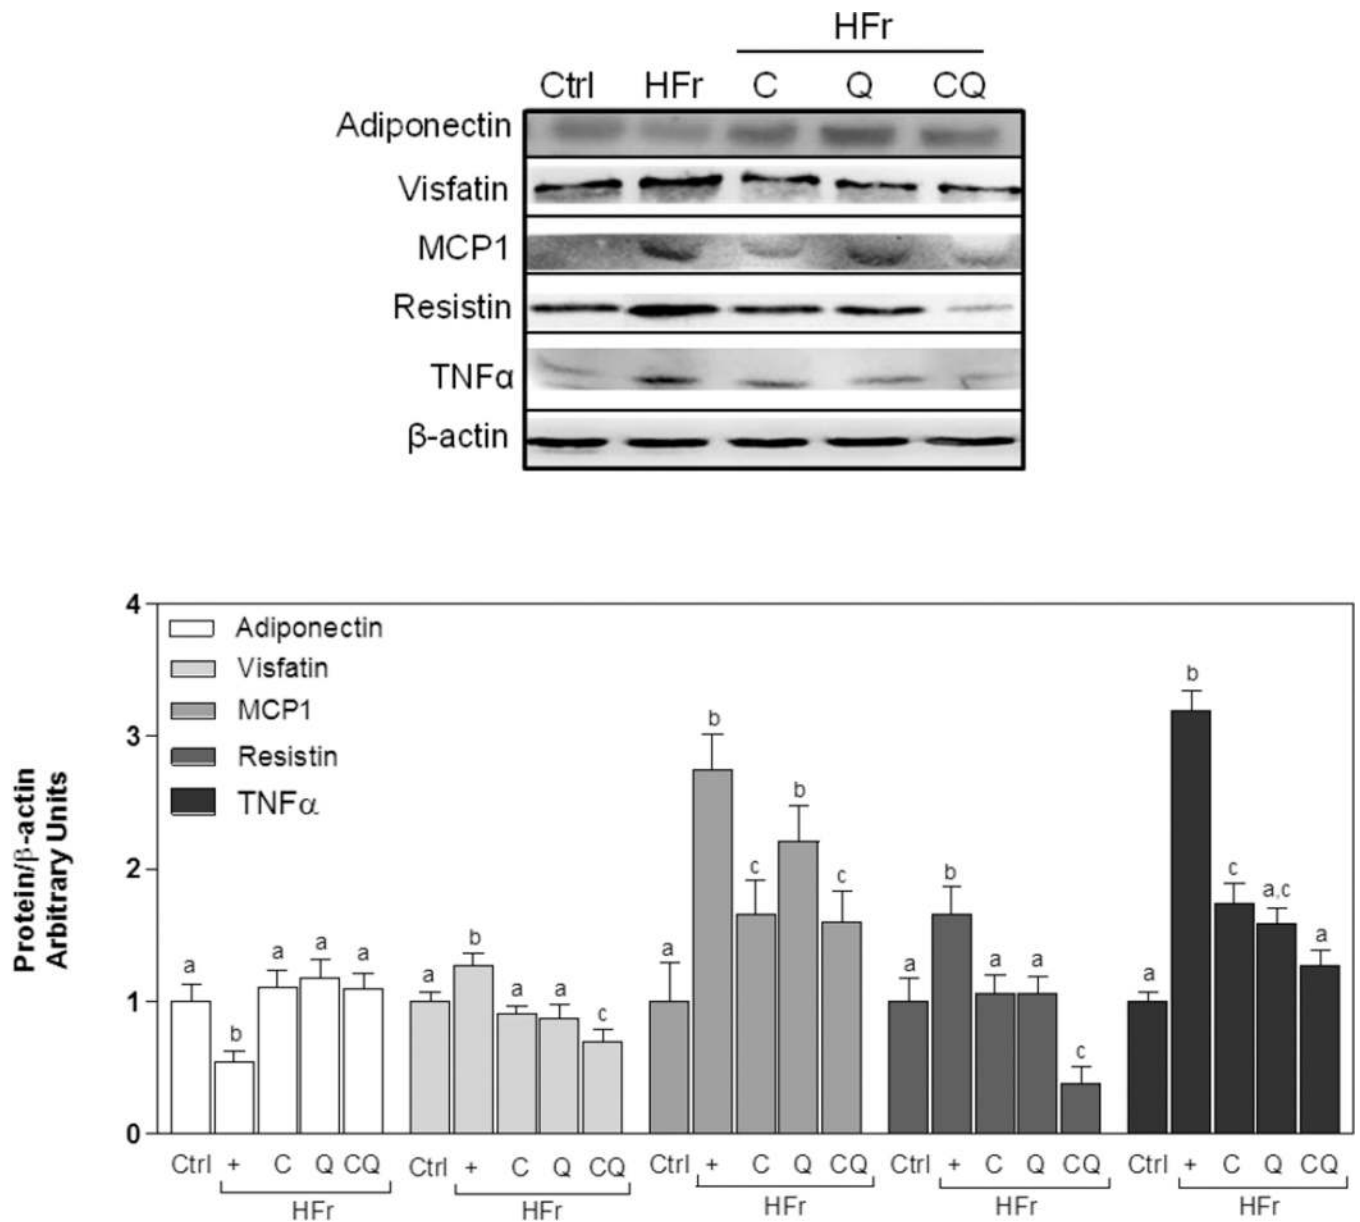 HFr
Ctrl HFr C Q CQ
Adiponectin
Visfatin
MCP1
Resistin
TNFα
β-actin
4
3
2
1
0
Protein/β-actin
Arbitrary Units
Adiponectin
Visfatin
MCP1
Resistin
TNFα
a b a a a
a b a a c
a b c b c
a b a a c
a b c a,c a
Ctrl + C Q CQ
HFr
Ctrl + C Q CQ
HFr
Ctrl + C Q CQ
HFr
Ctrl + C Q CQ
HFr
Ctrl + C Q CQ
HFr